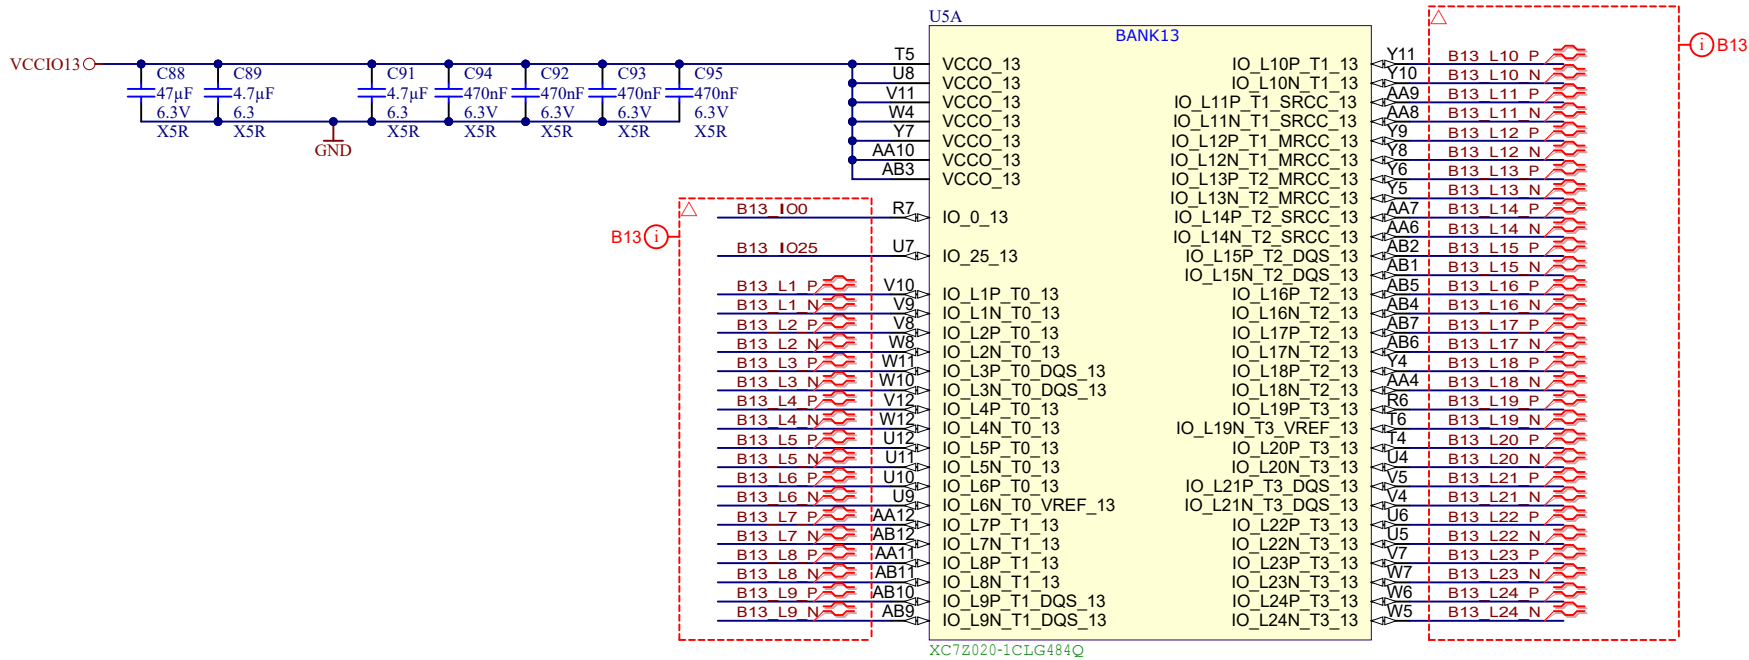 U5A
BANK13
VCCIO13
C88
47µF
6.3V
X5R
C89
4.7µF
6.3
X5R
GND
C91
4.7µF
6.3
X5R
C94
470nF
6.3V
X5R
C92
470nF
6.3V
X5R
C93
470nF
6.3V
X5R
C95
470nF
6.3V
X5R
T5 VCCO_13
U8 VCCO_13
V11 VCCO_13
W4 VCCO_13
Y7 VCCO_13
AA10 VCCO_13
AB3 VCCO_13
B13 i
B13_IO0 R7 IO_0_13
B13_IO25 U7 IO_25_13
B13_L1_P V10 IO_L1P_T0_13
B13_L1_N V9 IO_L1N_T0_13
B13_L2_P V8 IO_L2P_T0_13
B13_L2_N W8 IO_L2N_T0_13
B13_L3_P W11 IO_L3P_T0_DQS_13
B13_L3_N W10 IO_L3N_T0_DQS_13
B13_L4_P V12 IO_L4P_T0_13
B13_L4_N W12 IO_L4N_T0_13
B13_L5_P U12 IO_L5P_T0_13
B13_L5_N U11 IO_L5N_T0_13
B13_L6_P U10 IO_L6P_T0_13
B13_L6_N U9 IO_L6N_T0_VREF_13
B13_L7_P AA12 IO_L7P_T1_13
B13_L7_N AB12 IO_L7N_T1_13
B13_L8_P AA11 IO_L8P_T1_13
B13_L8_N AB11 IO_L8N_T1_13
B13_L9_P AB10 IO_L9P_T1_DQS_13
B13_L9_N AB9 IO_L9N_T1_DQS_13
IO_L10P_T1_13 Y11 B13_L10_P
IO_L10N_T1_13 Y10 B13_L10_N
IO_L11P_T1_SRCC_13 AA9 B13_L11_P
IO_L11N_T1_SRCC_13 AA8 B13_L11_N
IO_L12P_T1_MRCC_13 Y9 B13_L12_P
IO_L12N_T1_MRCC_13 Y8 B13_L12_N
IO_L13P_T2_MRCC_13 Y6 B13_L13_P
IO_L13N_T2_MRCC_13 Y5 B13_L13_N
IO_L14P_T2_SRCC_13 AA7 B13_L14_P
IO_L14N_T2_SRCC_13 AA6 B13_L14_N
IO_L15P_T2_DQS_13 AB2 B13_L15_P
IO_L15N_T2_DQS_13 AB1 B13_L15_N
IO_L16P_T2_13 AB5 B13_L16_P
IO_L16N_T2_13 AB4 B13_L16_N
IO_L17P_T2_13 AB7 B13_L17_P
IO_L17N_T2_13 AB6 B13_L17_N
IO_L18P_T2_13 Y4 B13_L18_P
IO_L18N_T2_13 AA4 B13_L18_N
IO_L19P_T3_13 R6 B13_L19_P
IO_L19N_T3_VREF_13 T6 B13_L19_N
IO_L20P_T3_13 T4 B13_L20_P
IO_L20N_T3_13 U4 B13_L20_N
IO_L21P_T3_DQS_13 V5 B13_L21_P
IO_L21N_T3_DQS_13 V4 B13_L21_N
IO_L22P_T3_13 U6 B13_L22_P
IO_L22N_T3_13 U5 B13_L22_N
IO_L23P_T3_13 V7 B13_L23_P
IO_L23N_T3_13 W7 B13_L23_N
IO_L24P_T3_13 W6 B13_L24_P
IO_L24N_T3_13 W5 B13_L24_N
i B13
XC7Z020-1CLG484Q